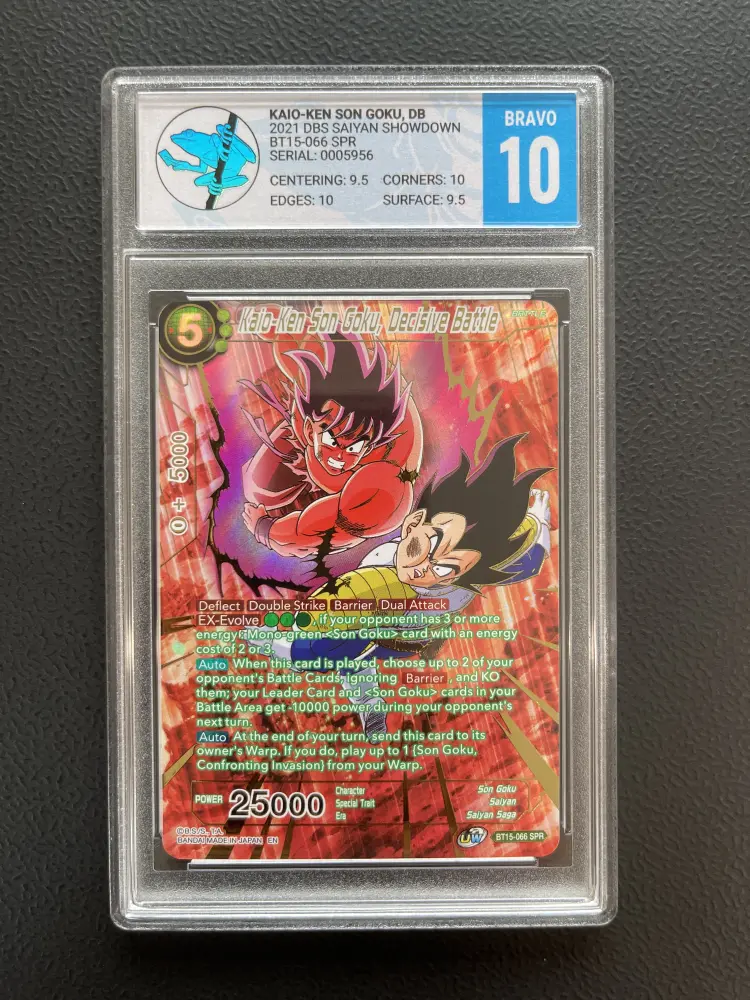 KAIO-KEN SON GOKU, DB
2021 DBS SAIYAN SHOWDOWN
BT15-066 SPR
SERIAL: 0005956
CENTERING: 9.5 CORNERS: 10
EDGES: 10 SURFACE: 9.5
BRAVO
10
5
Kaio-Ken Son Goku, Decisive Battle
0 + 5000
Deflect Double Strike Barrier Dual Attack
EX-Evolve , if your opponent has 3 or more
energy: Mono-green <Son Goku> card with an energy
cost of 2 or 3.
Auto When this card is played, choose up to 2 of your
opponent's Battle Cards, ignoring Barrier , and KO
them; your Leader Card and <Son Goku> cards in your
Battle Area get -10000 power during your opponent's
next turn.
Auto At the end of your turn, send this card to its
owner's Warp. If you do, play up to 1 {Son Goku,
Confronting Invasion} from your Warp.
POWER 25000
Character Son Goku
Special Trait Saiyan
Era Saiyan Saga
©B.S./S., T.A.
BANDAI MADE IN JAPAN EN
UW
BT15-066 SPR